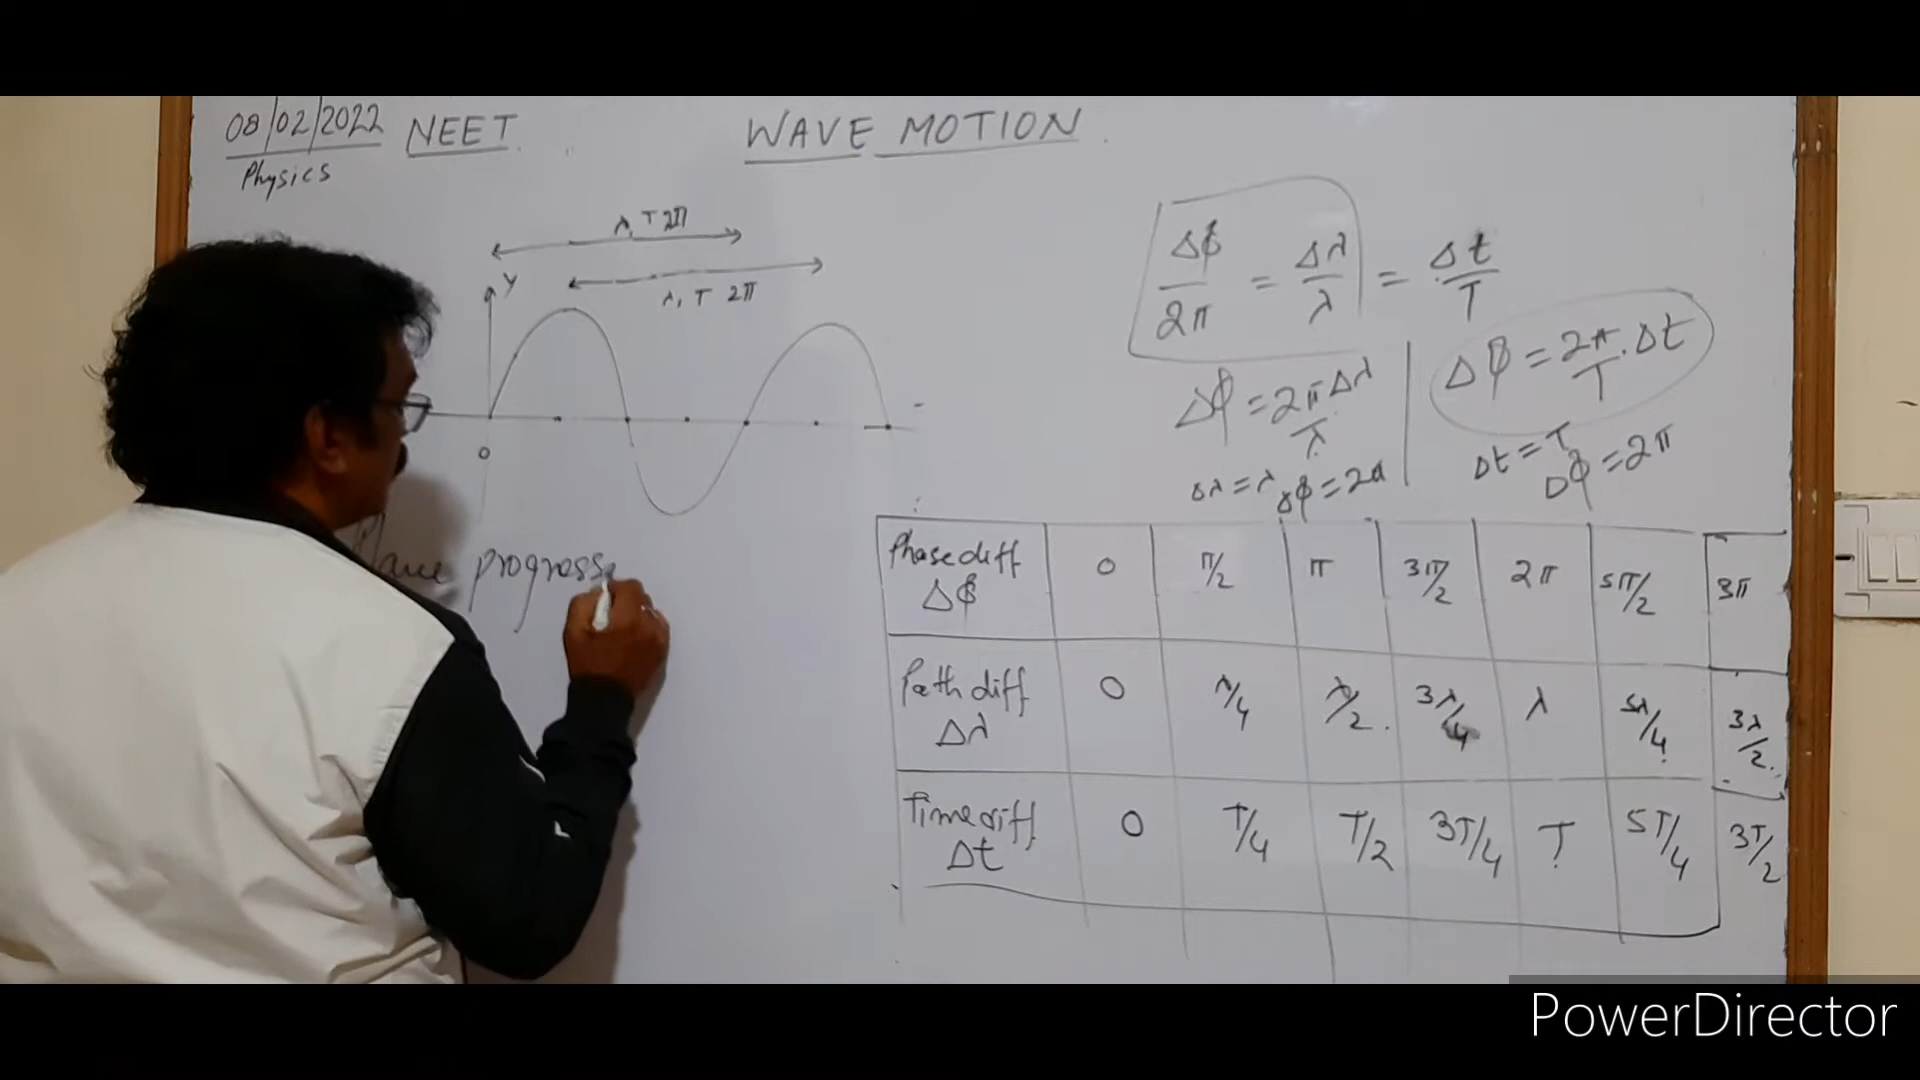 08/02/2022 NEET.
Physics
WAVE MOTION.
λ, T 2π
λ, T 2π
Y
0
Δϕ/2π = Δλ/λ = Δt/T
Δϕ = 2π/λ Δλ
Δλ = λ Δϕ = 2π
Δϕ = 2π/T . Δt
Δt = T
Δϕ = 2π
progress
Phase diff Δϕ 0 π/2 π 3π/2 2π 5π/2 3π
Path diff Δλ 0 λ/4 λ/2 3λ/4 λ 5λ/4 3λ/2
Time diff Δt 0 T/4 T/2 3T/4 T 5T/4 3T/2
PowerDirector